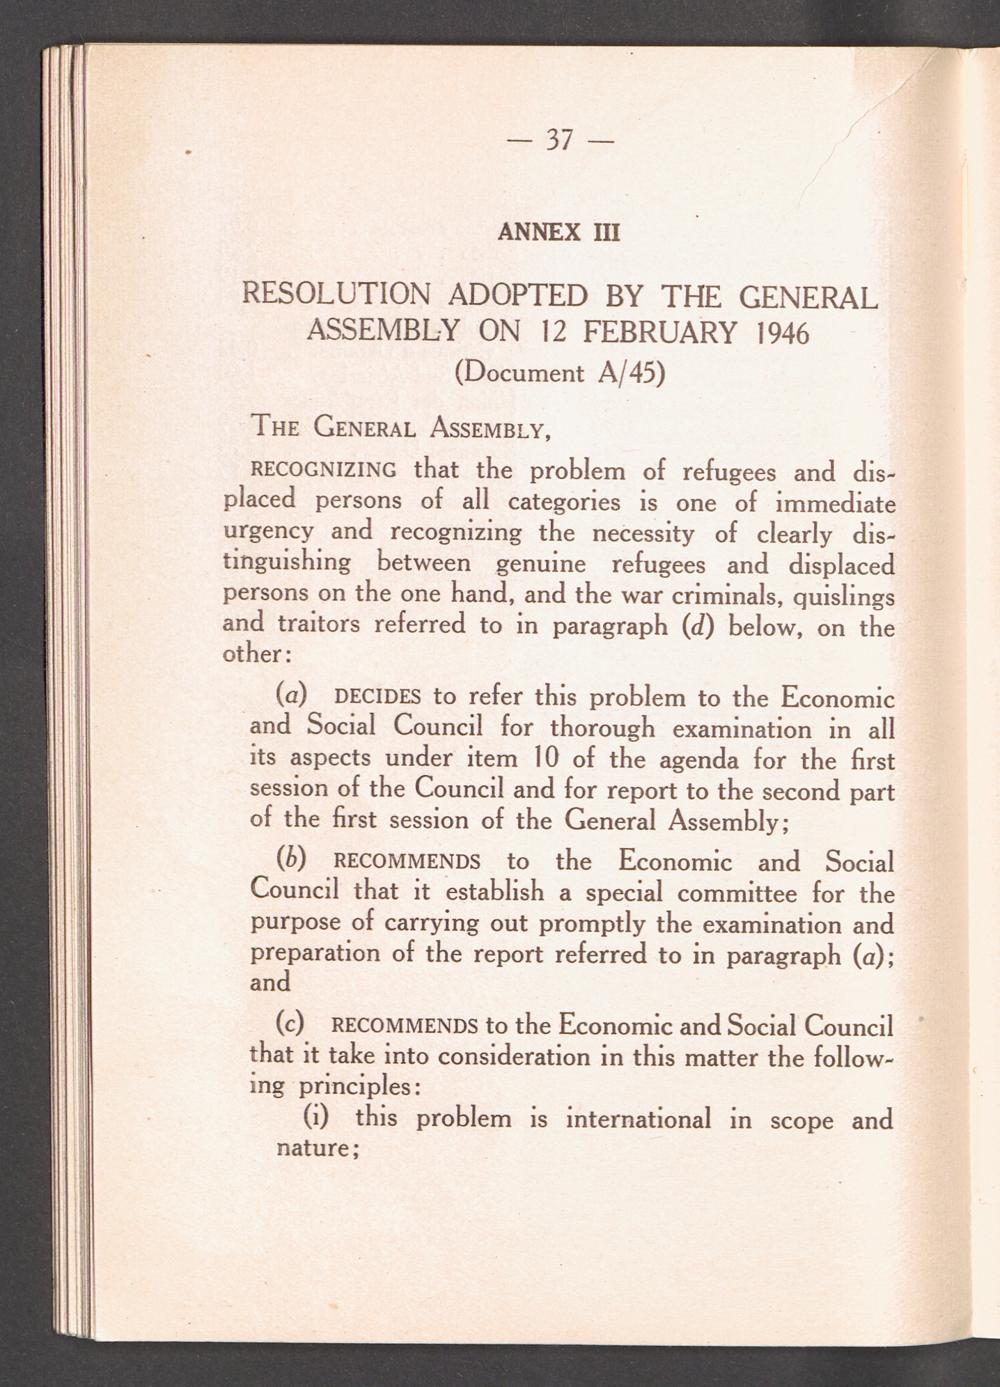 — 37 —
ANNEX III
RESOLUTION ADOPTED BY THE GENERAL
ASSEMBLY ON 12 FEBRUARY 1946
(Document A/45)
THE GENERAL ASSEMBLY,
RECOGNIZING that the problem of refugees and dis-
placed persons of all categories is one of immediate
urgency and recognizing the necessity of clearly dis-
tinguishing between genuine refugees and displaced
persons on the one hand, and the war criminals, quislings
and traitors referred to in paragraph (d) below, on the
other:
(a) DECIDES to refer this problem to the Economic
and Social Council for thorough examination in all
its aspects under item 10 of the agenda for the first
session of the Council and for report to the second part
of the first session of the General Assembly;
(b) RECOMMENDS to the Economic and Social
Council that it establish a special committee for the
purpose of carrying out promptly the examination and
preparation of the report referred to in paragraph (a);
and
(c) RECOMMENDS to the Economic and Social Council
that it take into consideration in this matter the follow-
ing principles:
(i) this problem is international in scope and
nature;